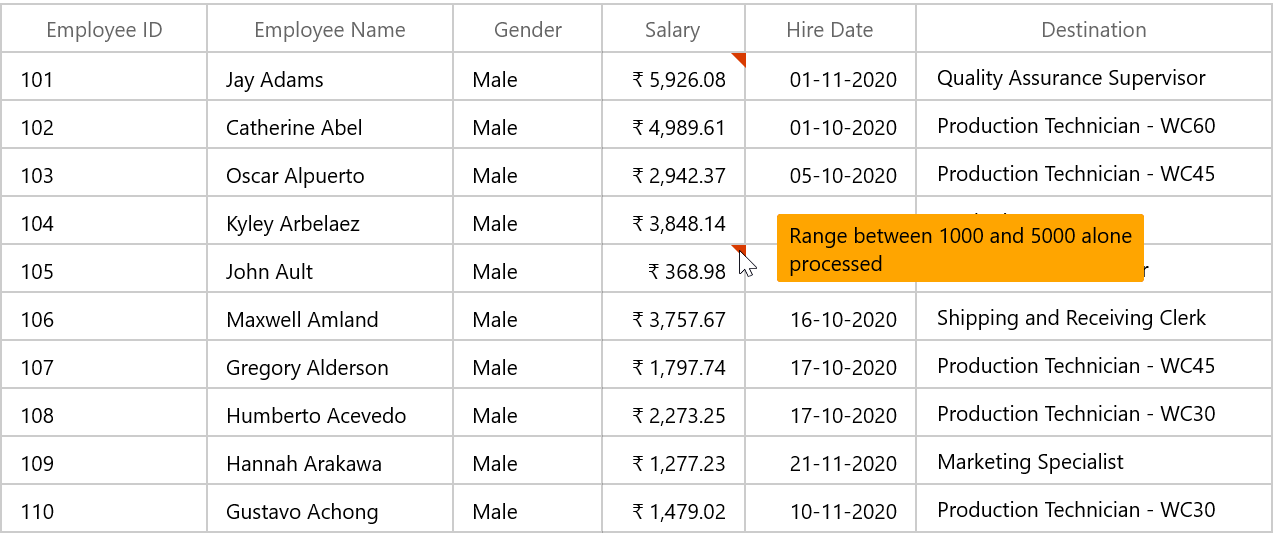 Employee ID Employee Name Gender Salary Hire Date Destination
101 Jay Adams Male ₹ 5,926.08 01-11-2020 Quality Assurance Supervisor
102 Catherine Abel Male ₹ 4,989.61 01-10-2020 Production Technician - WC60
103 Oscar Alpuerto Male ₹ 2,942.37 05-10-2020 Production Technician - WC45
104 Kyley Arbelaez Male ₹ 3,848.14
Range between 1000 and 5000 alone
processed
105 John Ault Male ₹ 368.98
106 Maxwell Amland Male ₹ 3,757.67 16-10-2020 Shipping and Receiving Clerk
107 Gregory Alderson Male ₹ 1,797.74 17-10-2020 Production Technician - WC45
108 Humberto Acevedo Male ₹ 2,273.25 17-10-2020 Production Technician - WC30
109 Hannah Arakawa Male ₹ 1,277.23 21-11-2020 Marketing Specialist
110 Gustavo Achong Male ₹ 1,479.02 10-11-2020 Production Technician - WC30